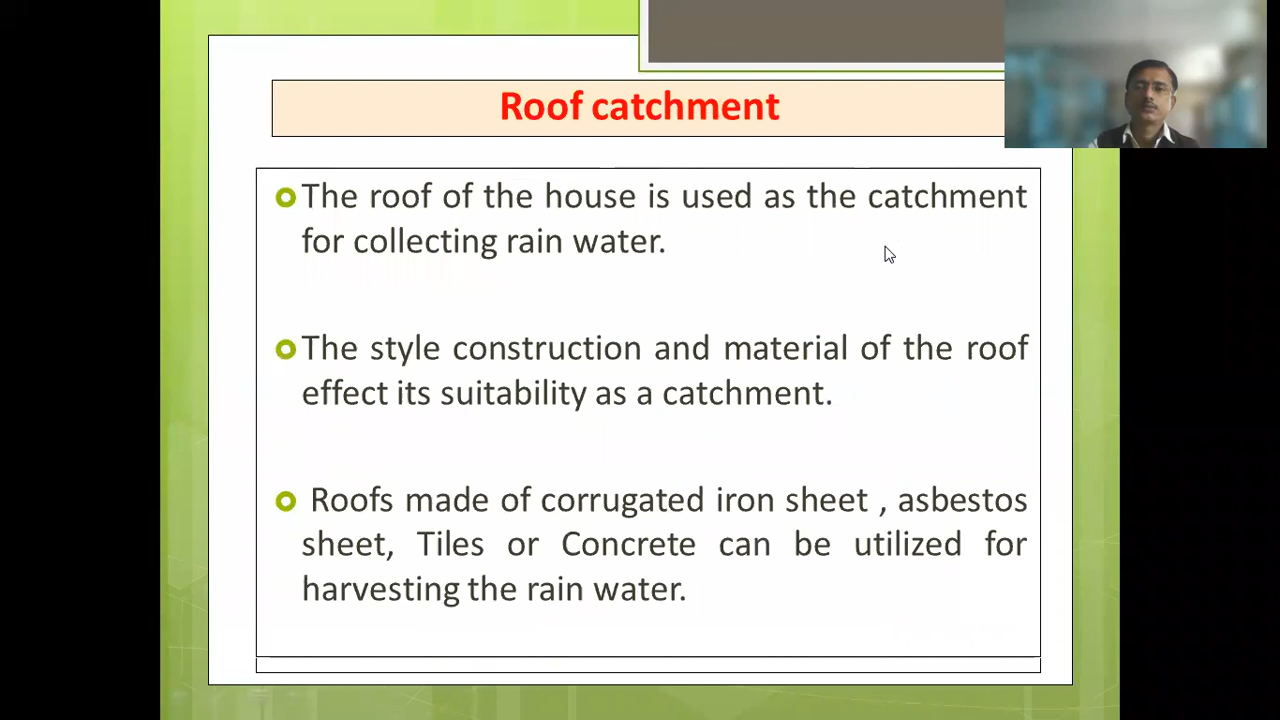 Roof catchment
The roof of the house is used as the catchment
for collecting rain water.
The style construction and material of the roof
effect its suitability as a catchment.
Roofs made of corrugated iron sheet , asbestos
sheet, Tiles or Concrete can be utilized for
harvesting the rain water.